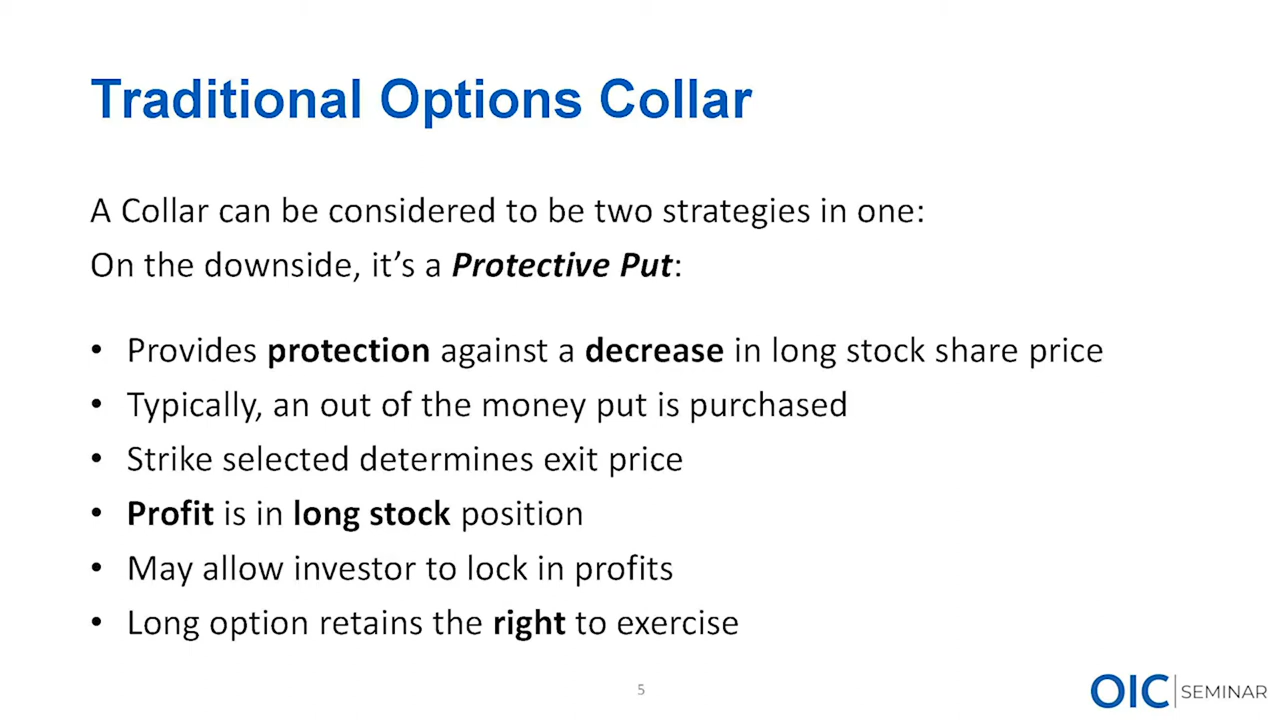 Traditional Options Collar
A Collar can be considered to be two strategies in one:
On the downside, it’s a Protective Put:
• Provides protection against a decrease in long stock share price
• Typically, an out of the money put is purchased
• Strike selected determines exit price
• Profit is in long stock position
• May allow investor to lock in profits
• Long option retains the right to exercise
5
OIC | SEMINAR